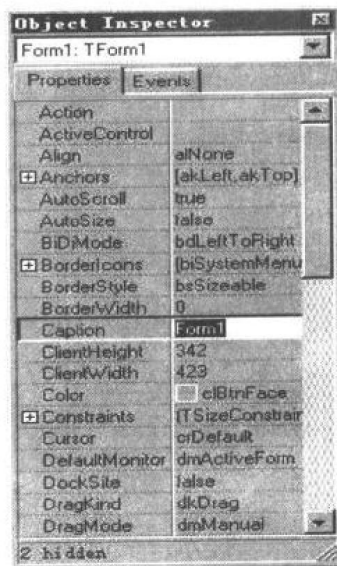 Object Inspector
Form1: TForm1
Properties Events
Action
ActiveControl
Align alNone
Anchors [akLeft,akTop]
AutoScroll true
AutoSize false
BiDiMode bdLeftToRight
BorderIcons [biSystemMenu
BorderStyle bsSizeable
BorderWidth 0
Caption Form1
ClientHeight 342
ClientWidth 423
Color clBtnFace
Constraints (TSizeConstrain
Cursor crDefault
DefaultMonitor dmActiveForm
DockSite false
DragKind dkDrag
DragMode dmManual
2 hidden